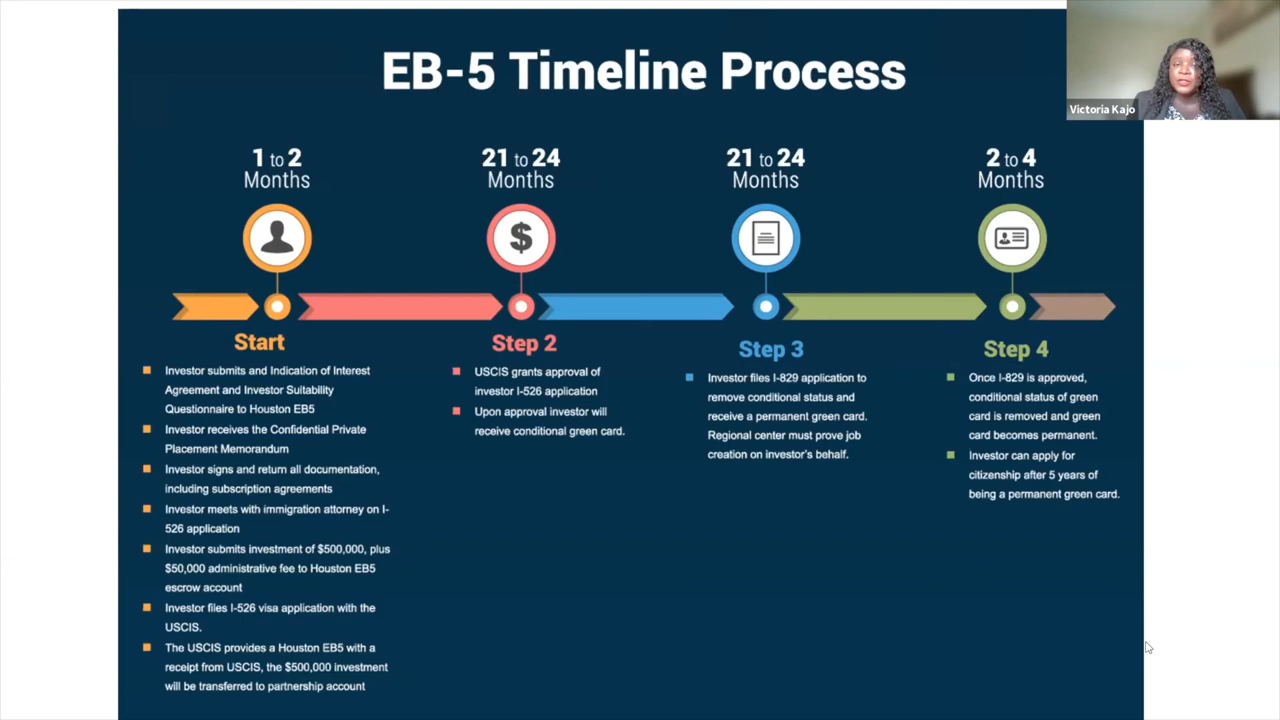 EB-5 Timeline Process
Victoria Kajo
1 to 2
Months
21 to 24
Months
21 to 24
Months
2 to 4
Months
$
Start
Investor submits and Indication of Interest
Agreement and Investor Suitability
Questionnaire to Houston EB5
Investor receives the Confidential Private
Placement Memorandum
Investor signs and return all documentation,
including subscription agreements
Investor meets with immigration attorney on I-
526 application
Investor submits investment of $500,000, plus
$50,000 administrative fee to Houston EB5
escrow account
Investor files I-526 visa application with the
USCIS.
The USCIS provides a Houston EB5 with a
receipt from USCIS, the $500,000 investment
will be transferred to partnership account
Step 2
USCIS grants approval of
investor I-526 application
Upon approval investor will
receive conditional green card.
Step 3
Investor files I-829 application to
remove conditional status and
receive a permanent green card.
Regional center must prove job
creation on investor's behalf.
Step 4
Once I-829 is approved,
conditional status of green
card is removed and green
card becomes permanent.
Investor can apply for
citizenship after 5 years of
being a permanent green card.